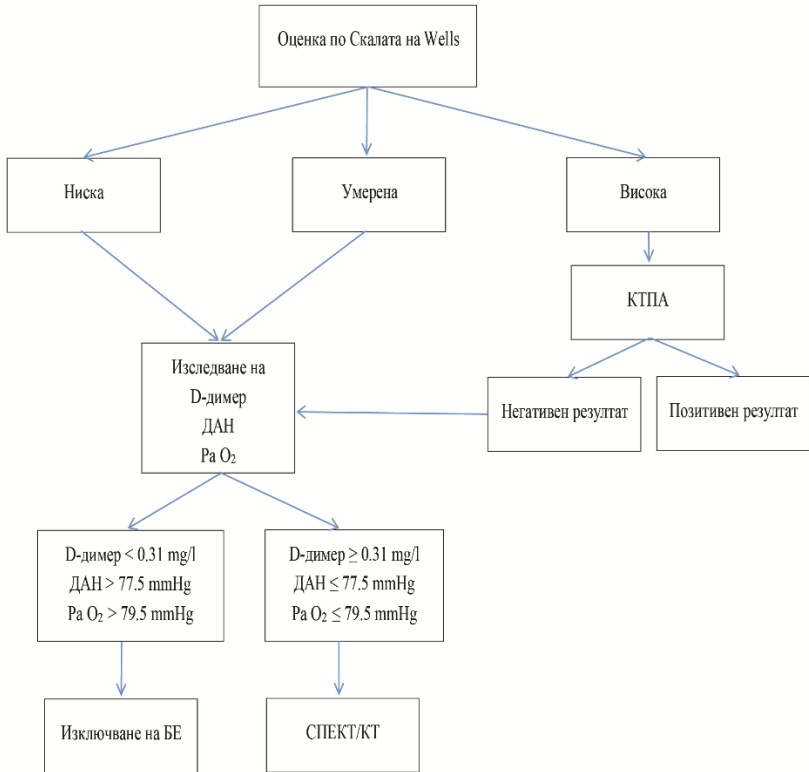 Оценка по Скалата на Wells
Ниска
Умерена
Висока
КТПА
Изследване на
D-димер
ДАН
Pa O₂
Негативен резултат
Позитивен резултат
D-димер < 0.31 mg/l
ДАН > 77.5 mmHg
Pa O₂ > 79.5 mmHg
D-димер ≥ 0.31 mg/l
ДАН ≤ 77.5 mmHg
Pa O₂ ≤ 79.5 mmHg
Изключване на БЕ
СПЕКТ/КТ